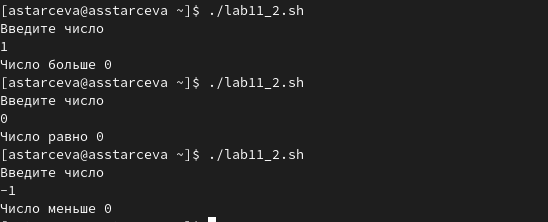 [astarceva@asstarceva ~]$ ./lab11_2.sh
Введите число
1
Число больше 0
[astarceva@asstarceva ~]$ ./lab11_2.sh
Введите число
0
Число равно 0
[astarceva@asstarceva ~]$ ./lab11_2.sh
Введите число
-1
Число меньше 0